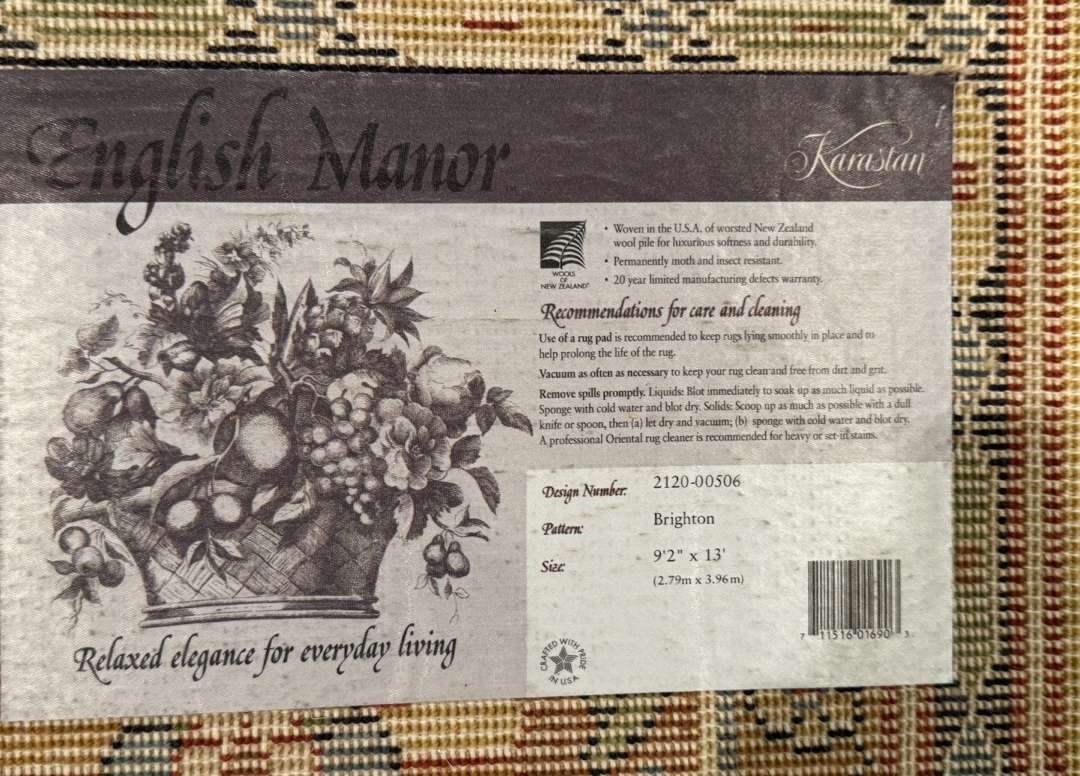 English Manor™
Karastan
WOOLS
OF
NEW ZEALAND
• Woven in the U.S.A. of worsted New Zealand
wool pile for luxurious softness and durability.
• Permanently moth and insect resistant.
• 20 year limited manufacturing defects warranty.
Recommendations for care and cleaning
Use of a rug pad is recommended to keep rugs lying smoothly in place and to
help prolong the life of the rug.
Vacuum as often as necessary to keep your rug clean and free from dirt and grit.
Remove spills promptly. Liquids: Blot immediately to soak up as much liquid as possible.
Sponge with cold water and blot dry. Solids: Scoop up as much as possible with a dull
knife or spoon, then (a) let dry and vacuum; (b) sponge with cold water and blot dry.
A professional Oriental rug cleaner is recommended for heavy or set-in stains.
Design Number: 2120-00506
Pattern: Brighton
Size: 9'2" x 13'
(2.79m x 3.96m)
7 11516 01690 3
CRAFTED WITH PRIDE
IN U.S.A.
Relaxed elegance for everyday living